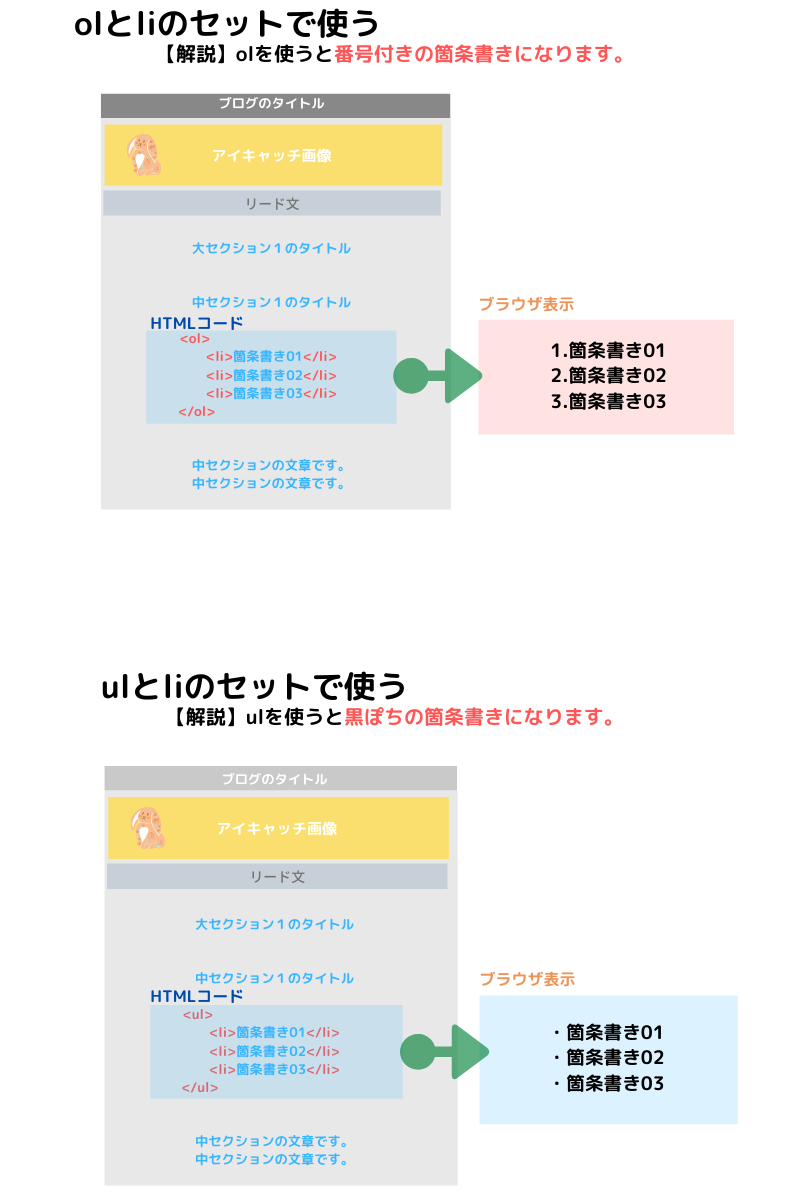 olとliのセットで使う
【解説】olを使うと番号付きの箇条書きになります。
ブログのタイトル
アイキャッチ画像
リード文
大セクション１のタイトル
中セクション１のタイトル
HTMLコード
<ol>
<li>箇条書き01</li>
<li>箇条書き02</li>
<li>箇条書き03</li>
</ol>
中セクションの文章です。
中セクションの文章です。
ブラウザ表示
1.箇条書き01
2.箇条書き02
3.箇条書き03
ulとliのセットで使う
【解説】ulを使うと黒ぽちの箇条書きになります。
ブログのタイトル
アイキャッチ画像
リード文
大セクション１のタイトル
中セクション１のタイトル
HTMLコード
<ul>
<li>箇条書き01</li>
<li>箇条書き02</li>
<li>箇条書き03</li>
</ul>
中セクションの文章です。
中セクションの文章です。
ブラウザ表示
・箇条書き01
・箇条書き02
・箇条書き03